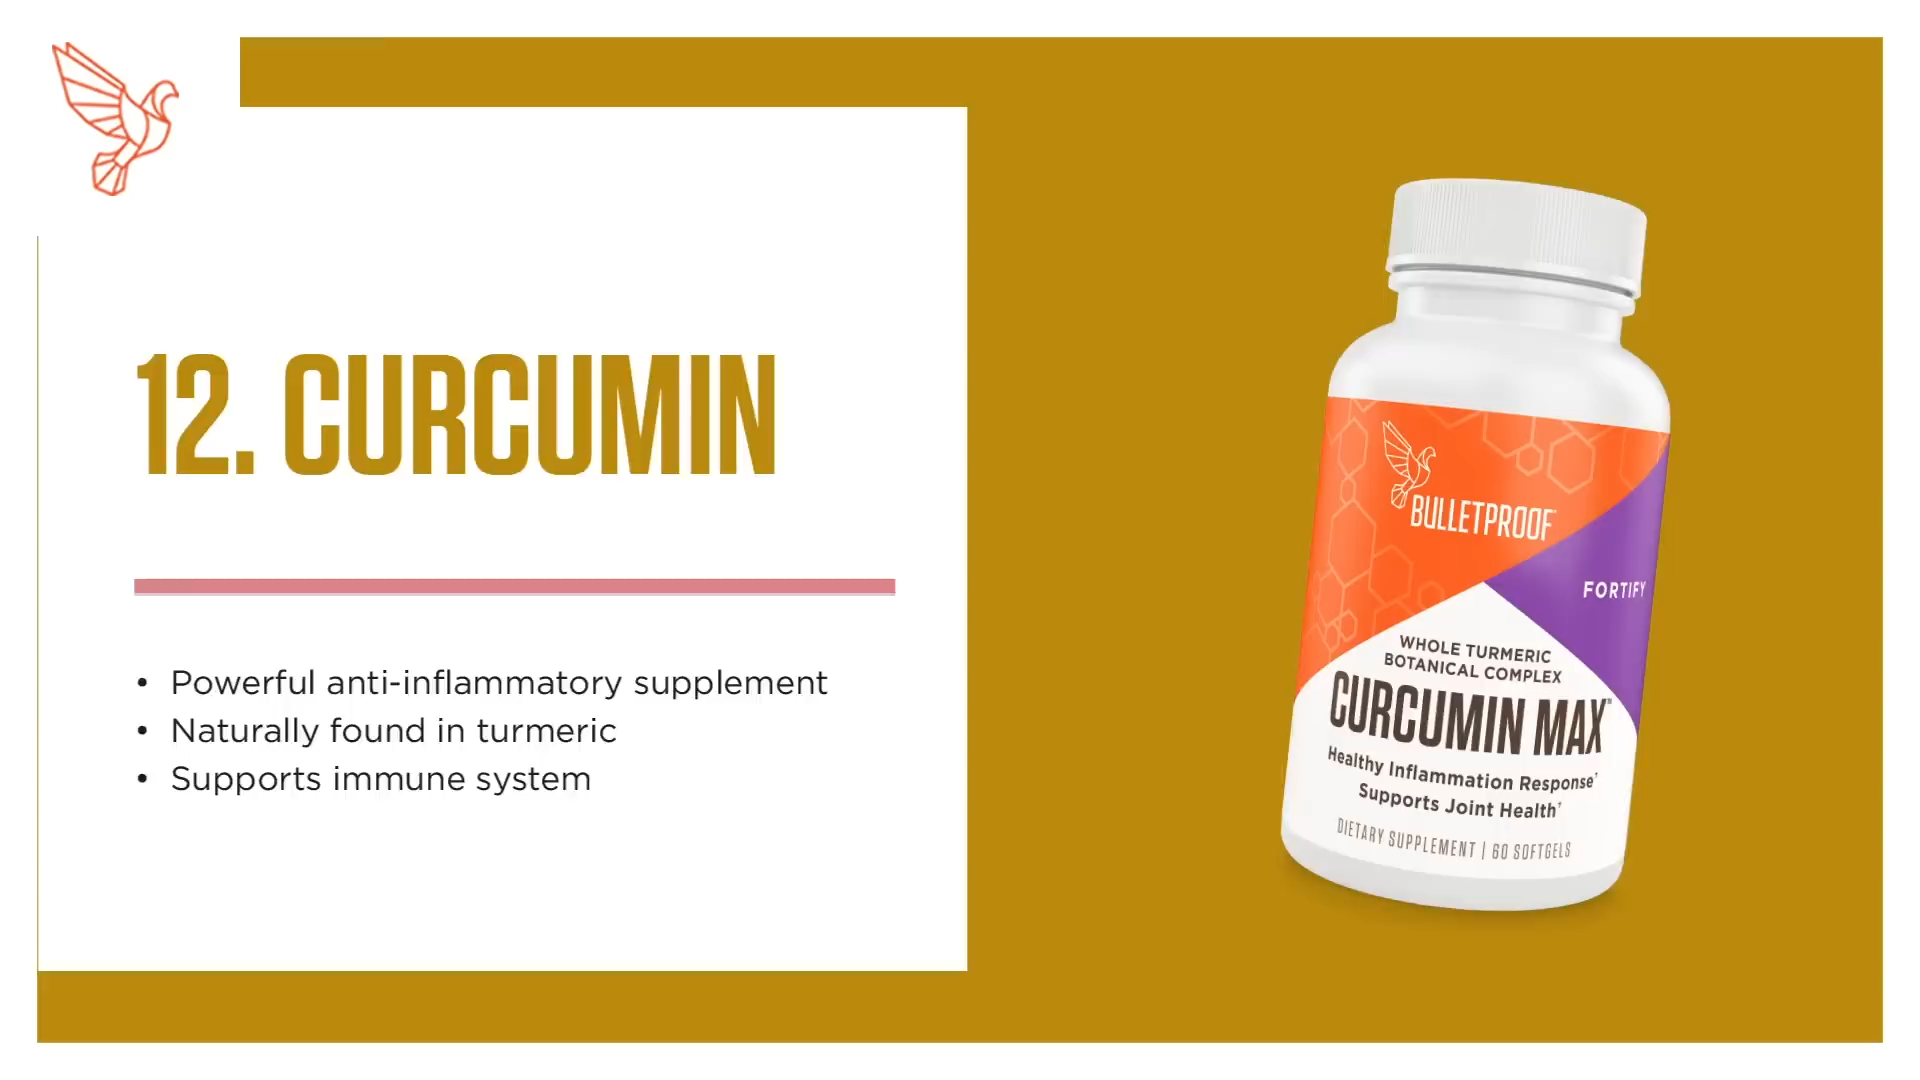 12. CURCUMIN
• Powerful anti-inflammatory supplement
• Naturally found in turmeric
• Supports immune system
BULLETPROOF
FORTIFY
WHOLE TURMERIC
BOTANICAL COMPLEX
CURCUMIN MAX™
Healthy Inflammation Response†
Supports Joint Health†
DIETARY SUPPLEMENT | 60 SOFTGELS